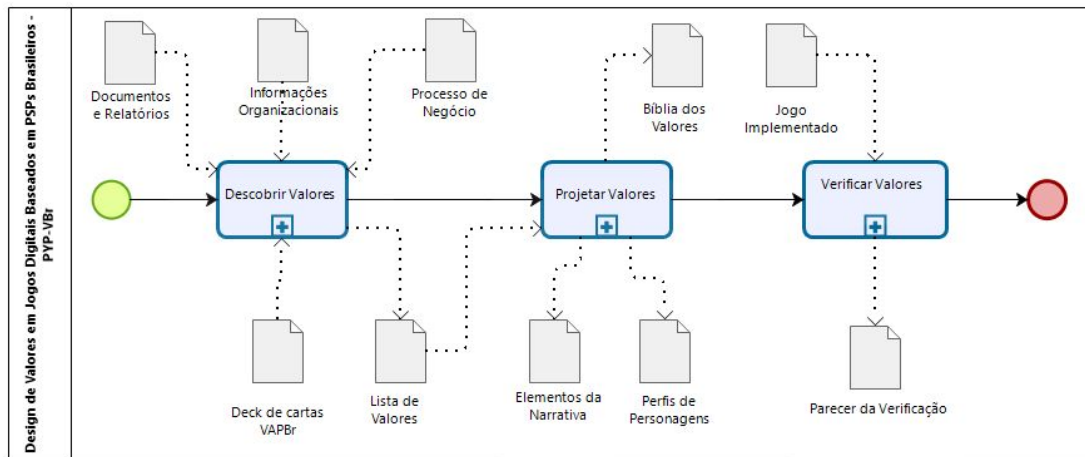 Design de Valores em Jogos Digitais Baseados em PSPs Brasileiros -
PYP-VBr
Documentos
e Relatórios
Informações
Organizacionais
Processo de
Negócio
Bíblia dos
Valores
Jogo
Implementado
Descobrir Valores
Projetar Valores
Verificar Valores
Deck de cartas
VAPBr
Lista de
Valores
Elementos da
Narrativa
Perfis de
Personagens
Parecer da Verificação